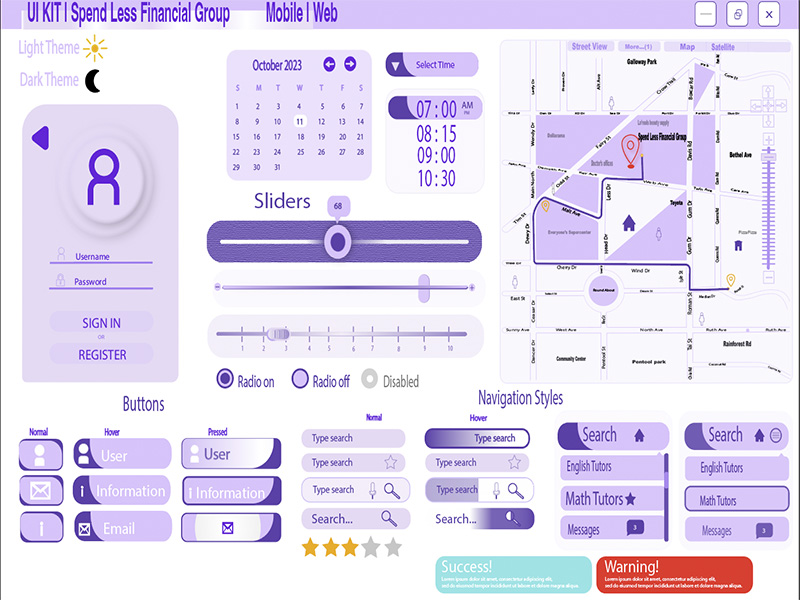 UI KIT | Spend Less Financial Group
Mobile | Web
Light Theme
Dark Theme
Username
Password
SIGN IN
OR
REGISTER
October 2023
S M T W T F S
1 2 3 4 5 6 7
8 9 10 11 12 13 14
15 16 17 18 19 20 21
22 23 24 25 26 27 28
29 30 31
Select Time
07 : 00 AM
PM
08 : 15
09 : 00
10 : 30
Sliders
68
1 2 3 4 5 6 7 8 9 10
Radio on
Radio off
Disabled
Street View
More...(1)
Map
Satellite
Galloway Park
Spend Less Financial Group
Bethel Ave
Toyota
Everyone's Supermarket
Matt Ave
Cherry Dr
Wind Dr
Round About
East St
West Ave
North Ave
Community Center
Pentool park
Rainforest Rd
Buttons
Normal
Hover
Pressed
User
User
Information
Information
Email
Navigation Styles
Normal
Hover
Type search
Type search
Type search
Type search
Type search
Type search
Search...
Search...
Search
English Tutors
Math Tutors
Messages
3
Search
English Tutors
Math Tutors
Messages
3
Success!
Lorem ipsum dolor sit amet, consectetur adipiscing elit,
sed do eiusmod tempor incididunt ut labore et dolore magna aliqua.
Warning!
Lorem ipsum dolor sit amet, consectetur adipiscing elit,
sed do eiusmod tempor incididunt ut labore et dolore magna aliqua.